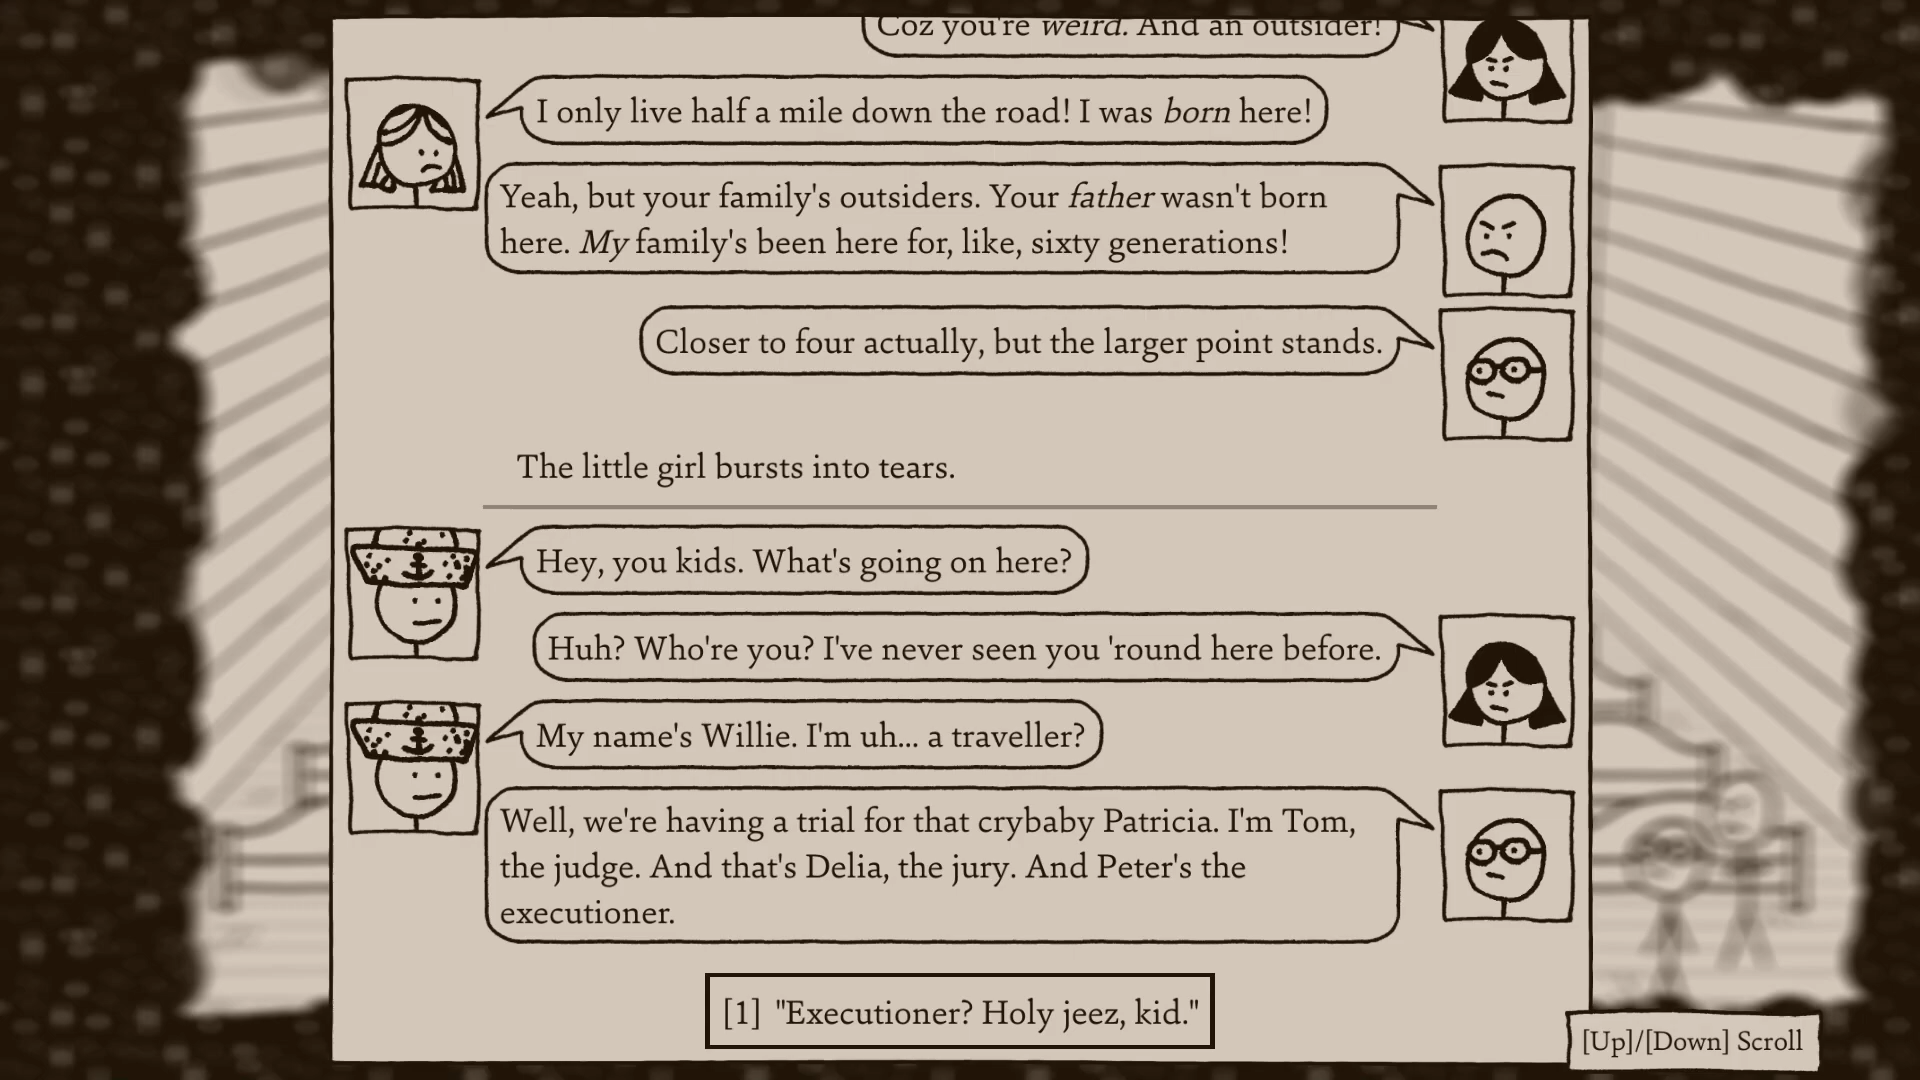 Coz you're weird. And an outsider!
I only live half a mile down the road! I was born here!
Yeah, but your family's outsiders. Your father wasn't born
here. My family's been here for, like, sixty generations!
Closer to four actually, but the larger point stands.
The little girl bursts into tears.
Hey, you kids. What's going on here?
Huh? Who're you? I've never seen you 'round here before.
My name's Willie. I'm uh... a traveller?
Well, we're having a trial for that crybaby Patricia. I'm Tom,
the judge. And that's Delia, the jury. And Peter's the
executioner.
[1] "Executioner? Holy jeez, kid."
[Up]/[Down] Scroll